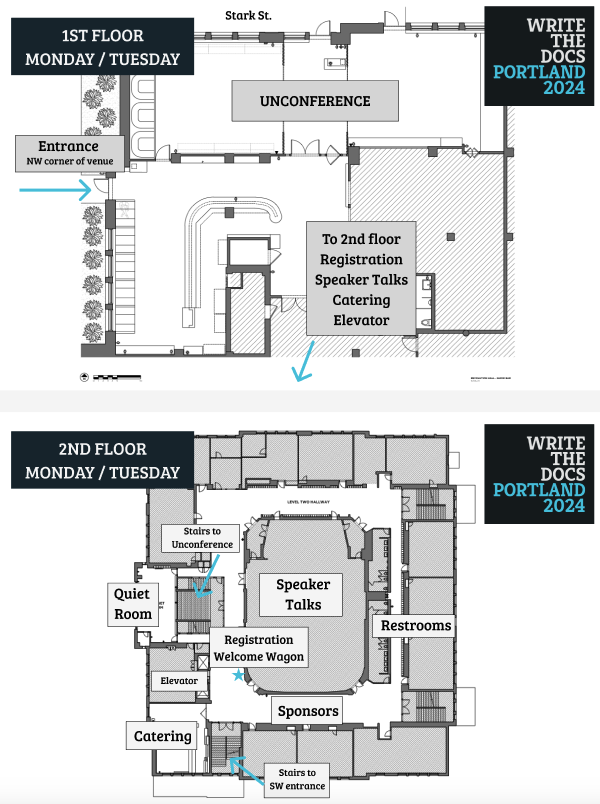 Stark St.
1ST FLOOR
MONDAY / TUESDAY
WRITE
THE
DOCS
PORTLAND
2024
UNCONFERENCE
Entrance
NW corner of venue
To 2nd floor
Registration
Speaker Talks
Catering
Elevator
2ND FLOOR
MONDAY / TUESDAY
WRITE
THE
DOCS
PORTLAND
2024
LEVEL TWO HALLWAY
Stairs to
Unconference
Quiet
Room
Speaker
Talks
Restrooms
Registration
Welcome Wagon
Elevator
Sponsors
Catering
Stairs to
SW entrance